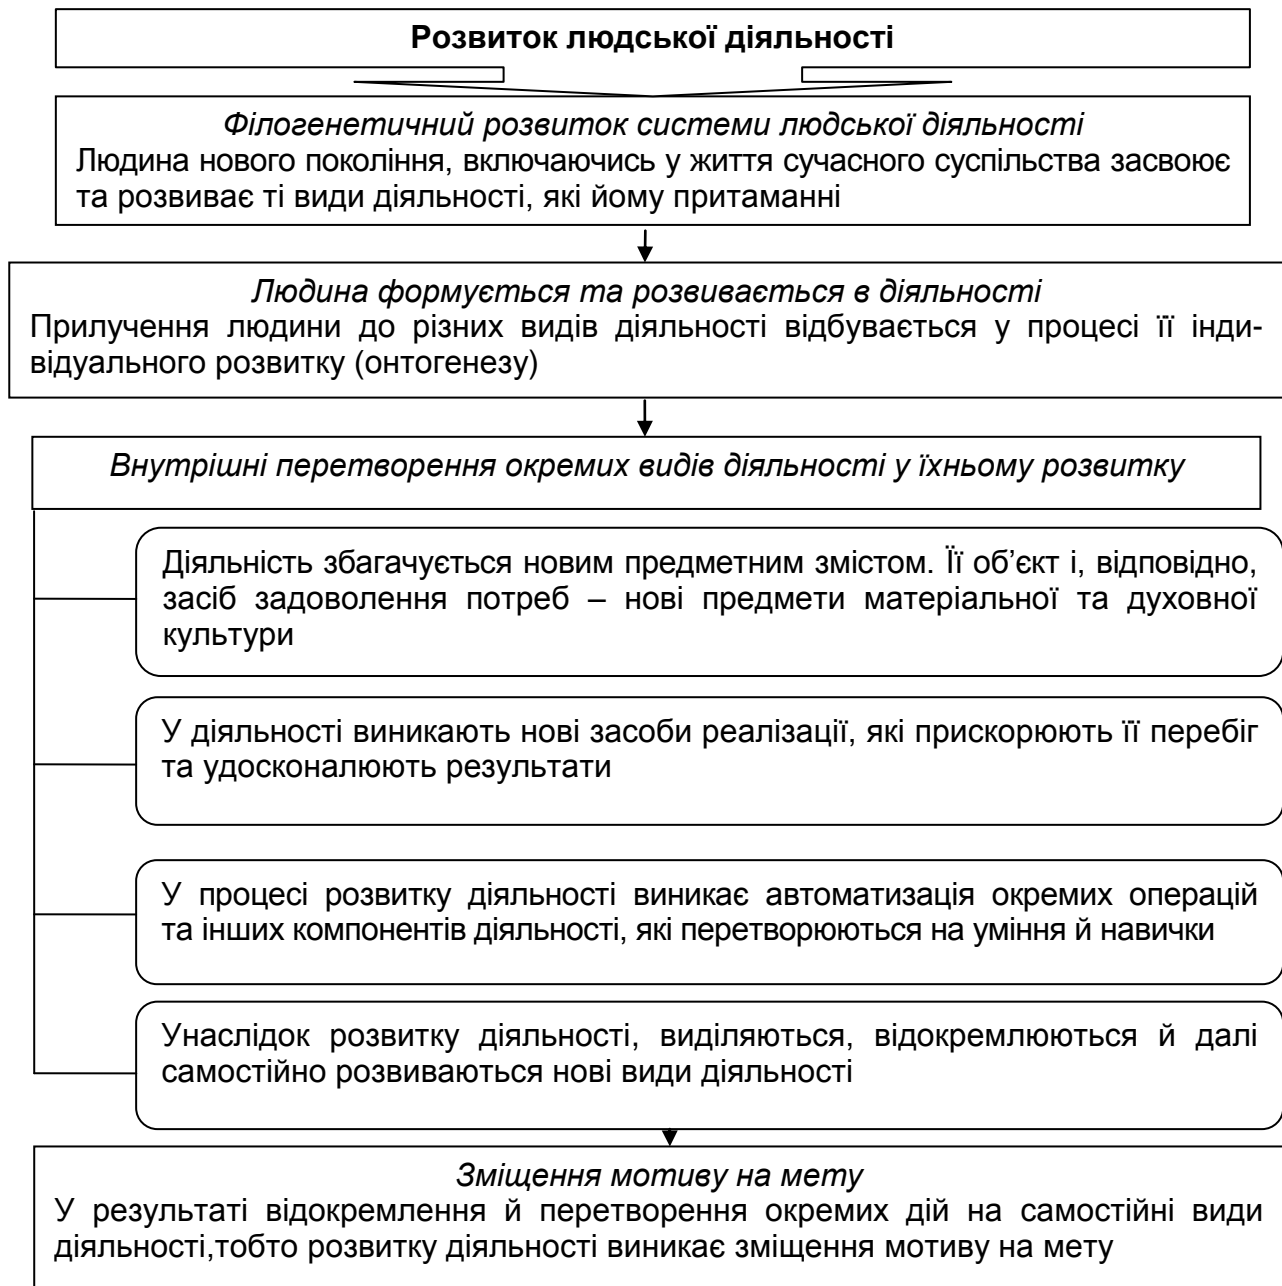 Розвиток людської діяльності
Філогенетичний розвиток системи людської діяльності
Людина нового покоління, включаючись у життя сучасного суспільства засвоює
та розвиває ті види діяльності, які йому притаманні
Людина формується та розвивається в діяльності
Прилучення людини до різних видів діяльності відбувається у процесі її інди-
відуального розвитку (онтогенезу)
Внутрішні перетворення окремих видів діяльності у їхньому розвитку
Діяльність збагачується новим предметним змістом. Її об’єкт і, відповідно,
засіб задоволення потреб – нові предмети матеріальної та духовної
культури
У діяльності виникають нові засоби реалізації, які прискорюють її перебіг
та удосконалюють результати
У процесі розвитку діяльності виникає автоматизація окремих операцій
та інших компонентів діяльності, які перетворюються на уміння й навички
Унаслідок розвитку діяльності, виділяються, відокремлюються й далі
самостійно розвиваються нові види діяльності
Зміщення мотиву на мету
У результаті відокремлення й перетворення окремих дій на самостійні види
діяльності,тобто розвитку діяльності виникає зміщення мотиву на мету